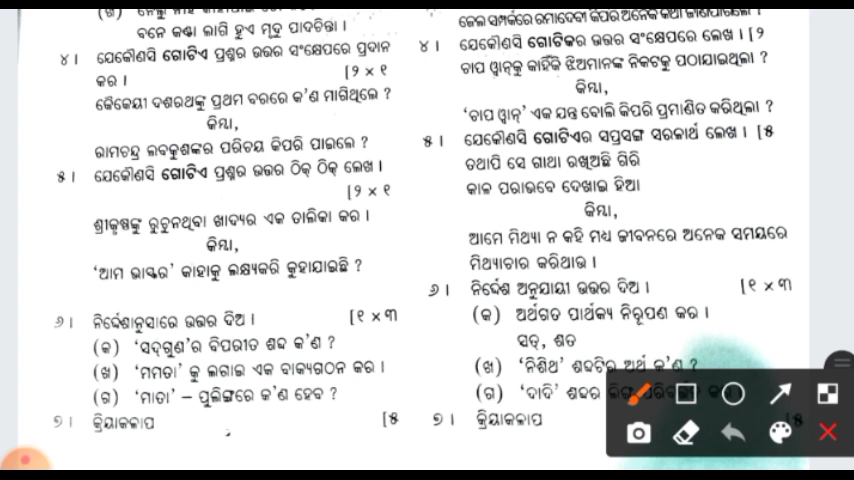 (ଖ)
ବନେ କଣ୍ଟା ଲାଗି ହୁଏ ମୃଦୁ ପାଦଚିନ୍ତା ।
୪ । ଯେକୌଣସି ଗୋଟିଏ ପ୍ରଶ୍ନର ଉତ୍ତର ସଂକ୍ଷେପରେ ପ୍ରଦାନ
କର । [୨ × ୧
କୈକେୟୀ ଦଶରଥଙ୍କୁ ପ୍ରଥମ ବରରେ କ'ଣ ମାଗିଥିଲେ ?
କିମ୍ବା,
ରାମଚନ୍ଦ୍ର ଲବକୁଶଙ୍କର ପରିଚୟ କିପରି ପାଇଲେ ?
୫ । ଯେକୌଣସି ଗୋଟିଏ ପ୍ରଶ୍ନର ଉତ୍ତର ଠିକ୍ ଠିକ୍ ଲେଖ ।
[୨ × ୧
ଶ୍ରୀକୃଷ୍ଣଙ୍କୁ ରୁଚୁନଥିବା ଖାଦ୍ୟର ଏକ ତାଲିକା କର ।
କିମ୍ବା,
'ଆମ ଭାସ୍କର' କାହାକୁ ଲକ୍ଷ୍ୟକରି କୁହାଯାଇଛି ?
୬ । ନିର୍ଦ୍ଦେଶାନୁସାରେ ଉତ୍ତର ଦିଅ । [୧ × ୩
(କ) 'ସଦ୍‌ଗୁଣ'ର ବିପରୀତ ଶବ୍ଦ କ'ଣ ?
(ଖ) 'ମମତା' କୁ ଲଗାଇ ଏକ ବାକ୍ୟଗଠନ କର ।
(ଗ) 'ମାତା' – ପୁଲିଙ୍ଗରେ କ'ଣ ହେବ ?
୭ । କ୍ରିୟାକଳାପ [୫
ଜେଲ ସମ୍ପର୍କରେ ରମାଦେବୀ କିପରି ଅନେକ କଥା ଜାଣିପାରିଲେ ?
୪ । ଯେକୌଣସି ଗୋଟିକର ଉତ୍ତର ସଂକ୍ଷେପରେ ଲେଖ । [୨
ଚାପ ୱାନ୍‌କୁ କାହିଁକି ଝିଅମାନଙ୍କ ନିକଟକୁ ପଠାଯାଇଥିଲା ?
କିମ୍ବା,
'ଚାପ ୱାନ୍' ଏକ ଯନ୍ତ୍ର ବୋଲି କିପରି ପ୍ରମାଣିତ କରିଥିଲା ?
୫ । ଯେକୌଣସି ଗୋଟିଏର ସପ୍ରସଙ୍ଗ ସରଳାର୍ଥ ଲେଖ । [୫
ତଥାପି ସେ ଗାଥା ରଖିଅଛି ଗିରି
କାଳ ପରାଭବେ ଦେଖାଇ ହିଆ
କିମ୍ବା,
ଆମେ ମିଥ୍ୟା ନ କହି ମଧ୍ୟ ଜୀବନରେ ଅନେକ ସମୟରେ
ମିଥ୍ୟାଚାର କରିଥାଉ ।
୬ । ନିର୍ଦ୍ଦେଶ ଅନୁଯାୟୀ ଉତ୍ତର ଦିଅ । [୧ × ୩
(କ) ଅର୍ଥଗତ ପାର୍ଥକ୍ୟ ନିରୂପଣ କର ।
ସତ୍, ଶତ
(ଖ) 'ନିଶିଥ' ଶବ୍ଦଟିର ଅର୍ଥ କ'ଣ ?
(ଗ) 'ଦାଦି' ଶବ୍ଦର ଲିଙ୍ଗ ପରିବର୍ତ୍ତନ କର ।
୭ । କ୍ରିୟାକଳାପ [୫